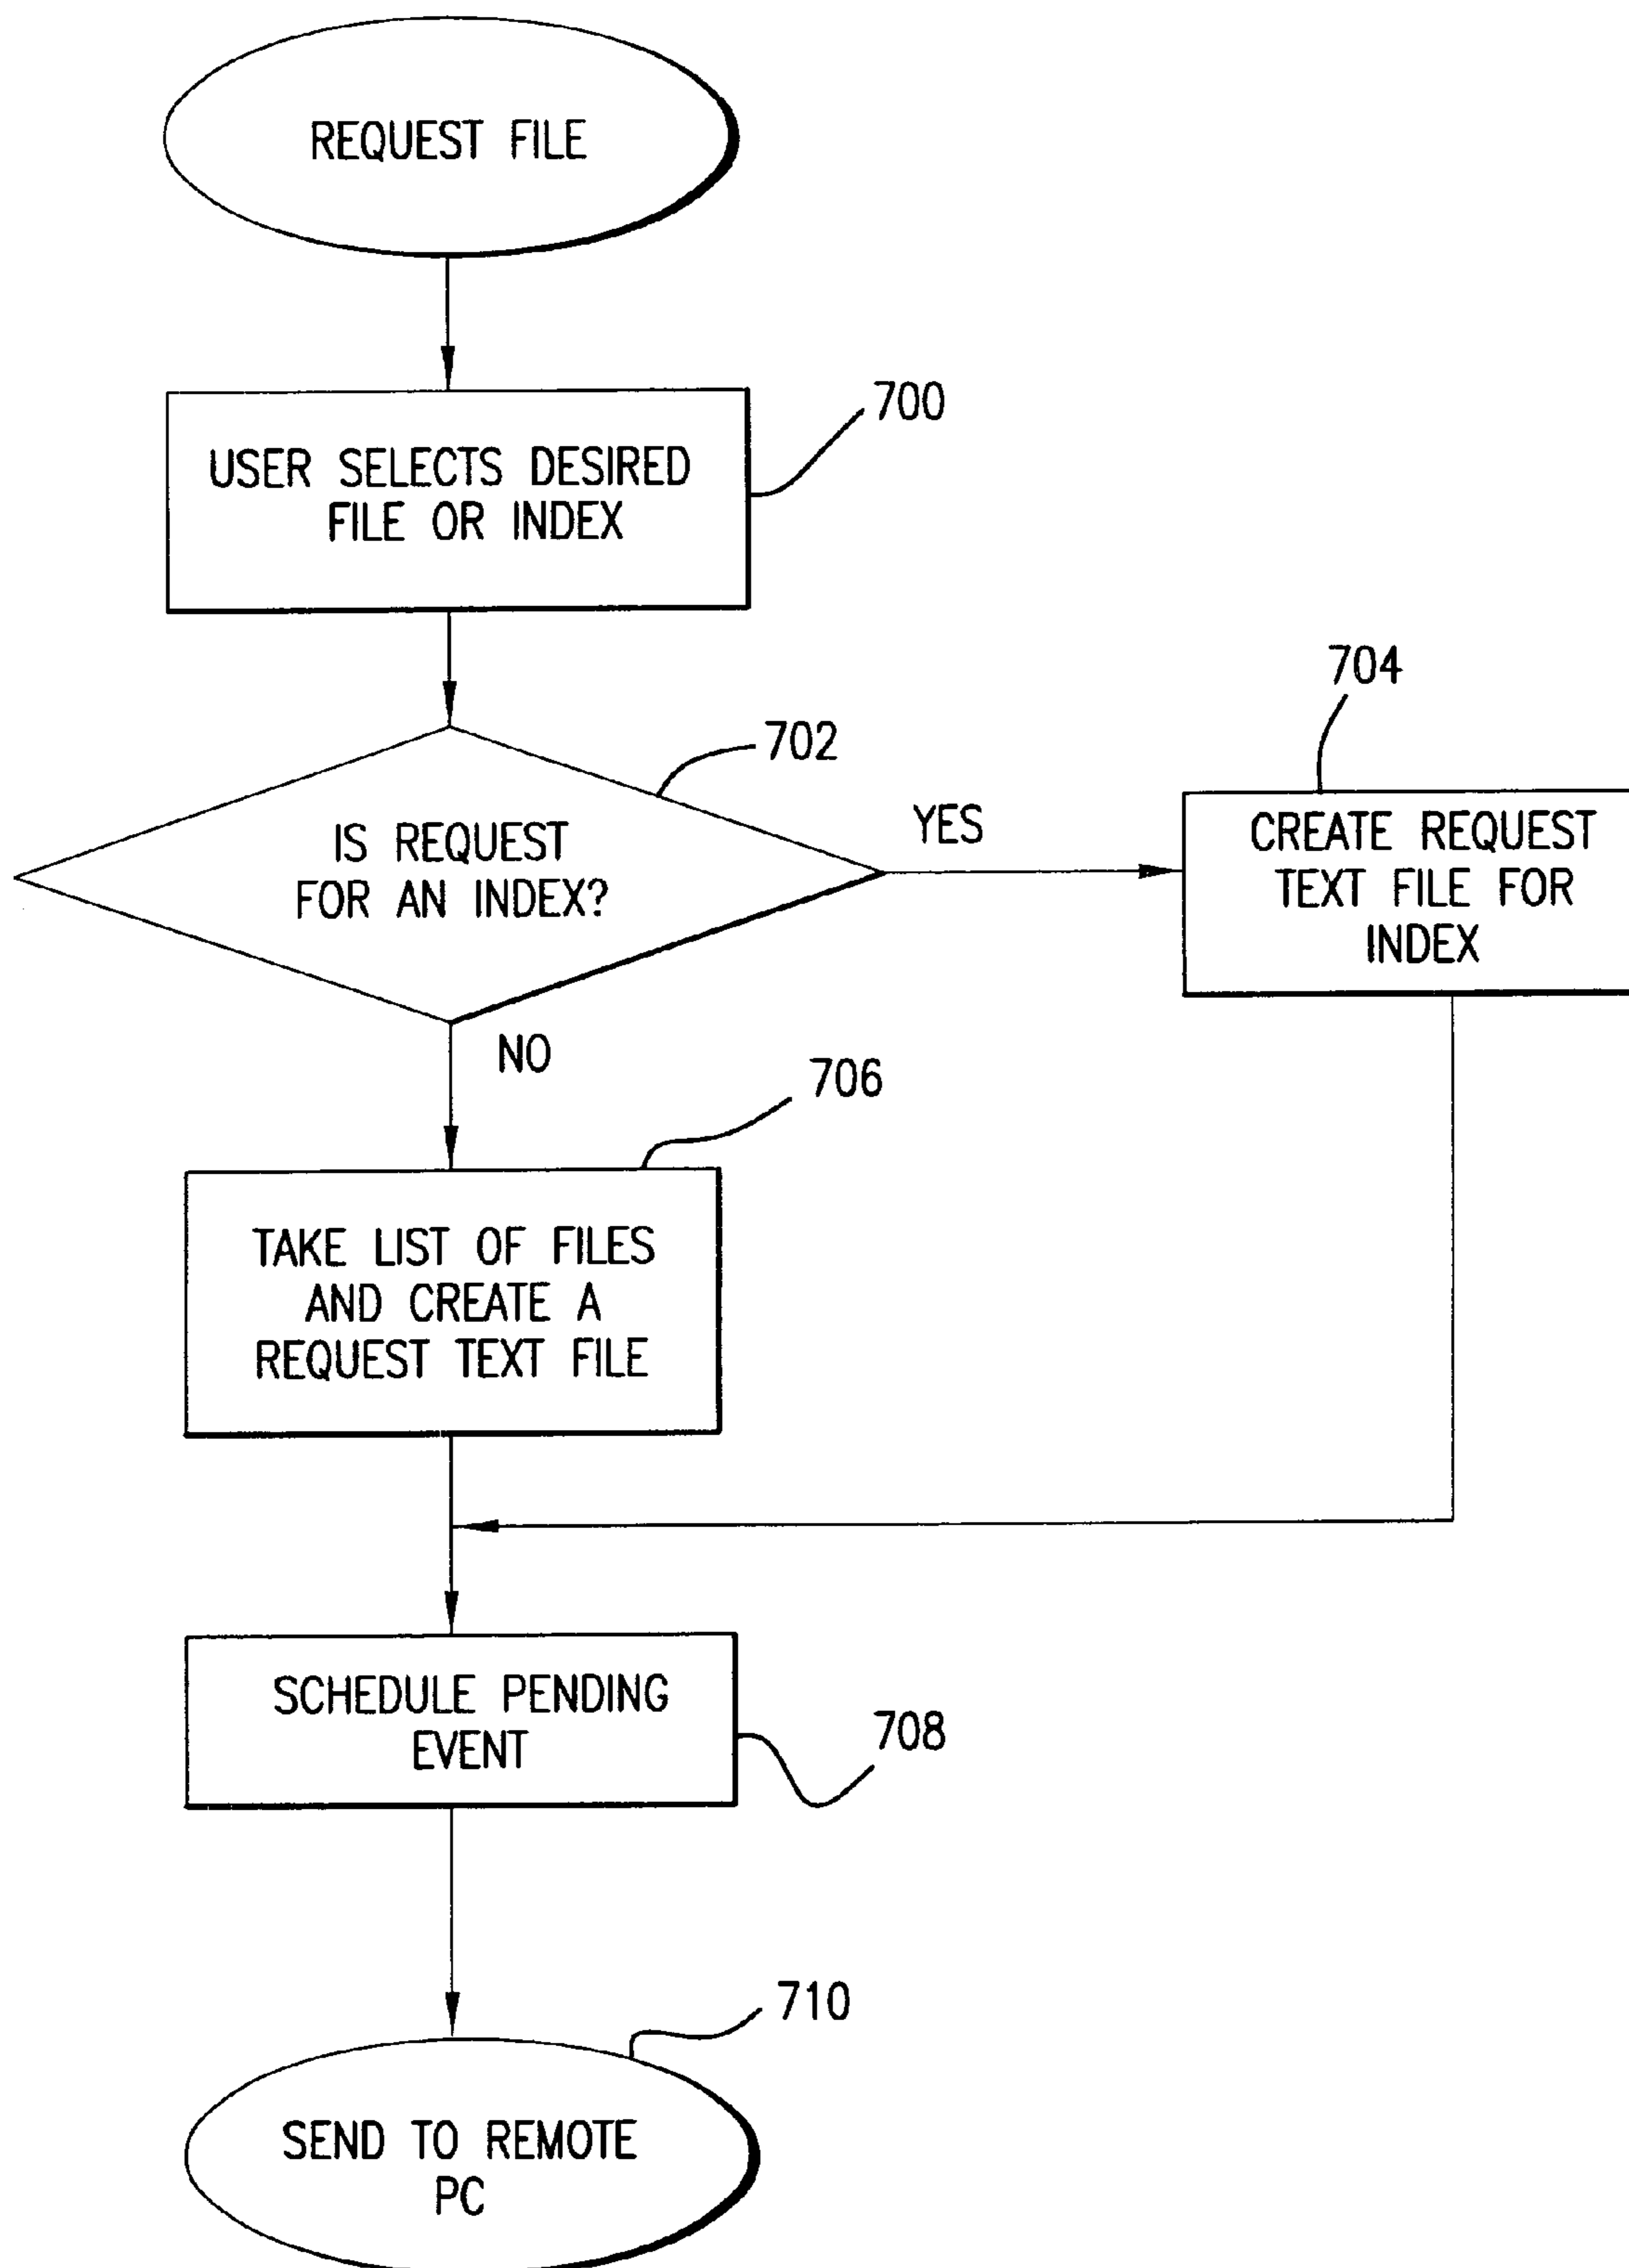 REQUEST FILE
700
USER SELECTS DESIRED
FILE OR INDEX
702
704
IS REQUEST
FOR AN INDEX?
YES
CREATE REQUEST
TEXT FILE FOR
INDEX
NO
706
TAKE LIST OF FILES
AND CREATE A
REQUEST TEXT FILE
SCHEDULE PENDING
EVENT
708
710
SEND TO REMOTE
PC